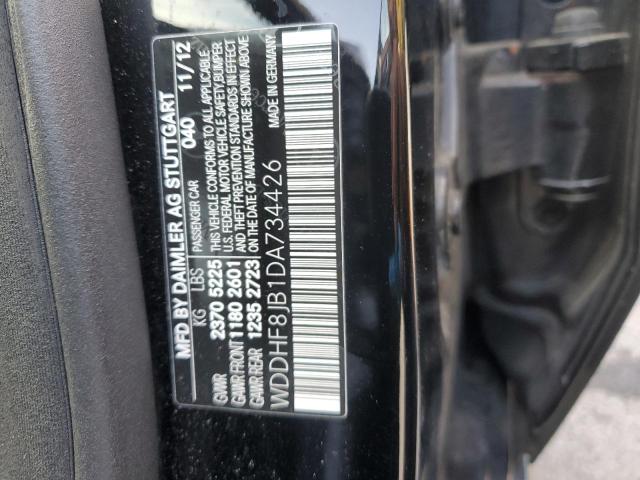 MFD BY DAIMLER AG STUTTGART
040 11/12
KG LBS PASSENGER CAR
GVWR 2370 5225 THIS VEHICLE CONFORMS TO ALL APPLICABLE
GAWR FRONT 1180 2601 U.S. FEDERAL MOTOR VEHICLE SAFETY, BUMPER
GAWR REAR 1235 2723 AND THEFT PREVENTION STANDARDS IN EFFECT
ON THE DATE OF MANUFACTURE SHOWN ABOVE
WDDHF8JB1DA734426 MADE IN GERMANY